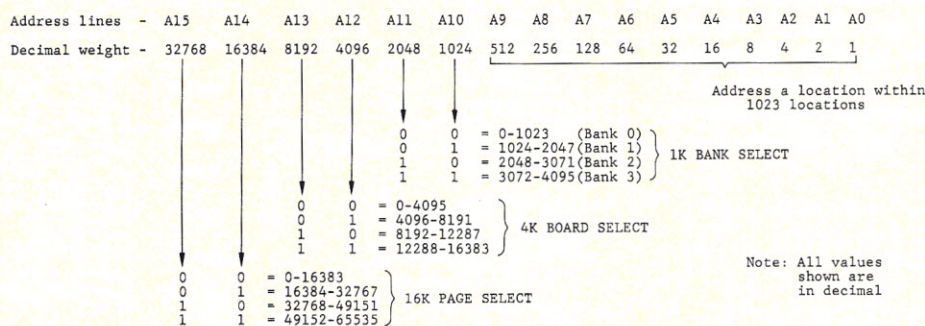 Address lines - A15 A14 A13 A12 A11 A10 A9 A8 A7 A6 A5 A4 A3 A2 A1 A0
Decimal weight - 32768 16384 8192 4096 2048 1024 512 256 128 64 32 16 8 4 2 1
Address a location within
1023 locations
0 0 = 0-1023 (Bank 0)
0 1 = 1024-2047(Bank 1)
1 0 = 2048-3071(Bank 2)
1 1 = 3072-4095(Bank 3)
1K BANK SELECT
0 0 = 0-4095
0 1 = 4096-8191
1 0 = 8192-12287
1 1 = 12288-16383
4K BOARD SELECT
0 0 = 0-16383
0 1 = 16384-32767
1 0 = 32768-49151
1 1 = 49152-65535
16K PAGE SELECT
Note: All values
shown are
in decimal